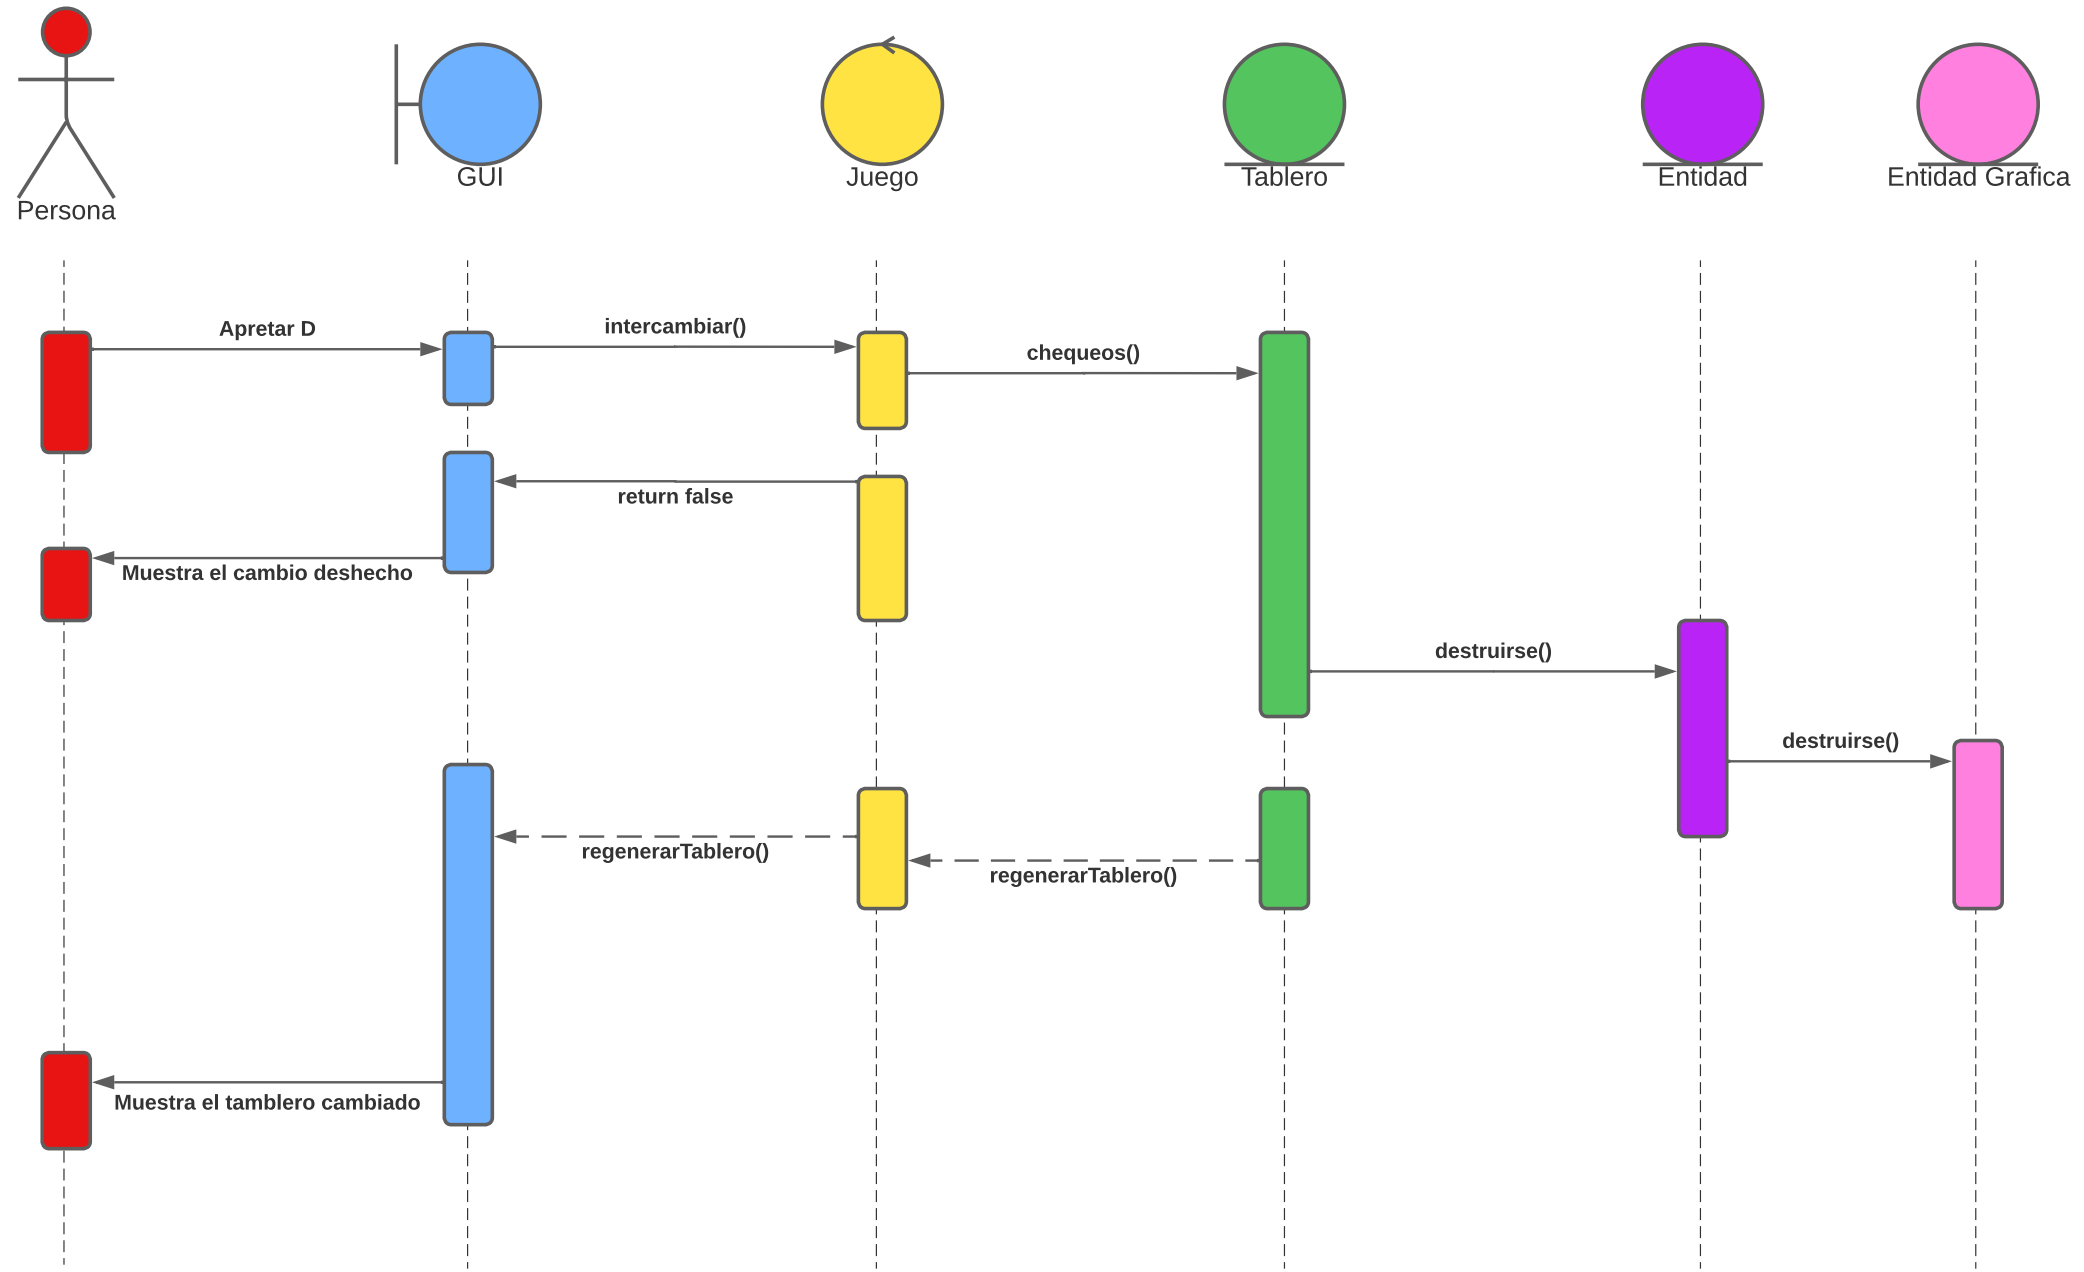 Persona
GUI
Juego
Tablero
Entidad
Entidad Grafica
Apretar D
intercambiar()
chequeos()
return false
Muestra el cambio deshecho
destruirse()
destruirse()
regenerarTablero()
regenerarTablero()
Muestra el tamblero cambiado